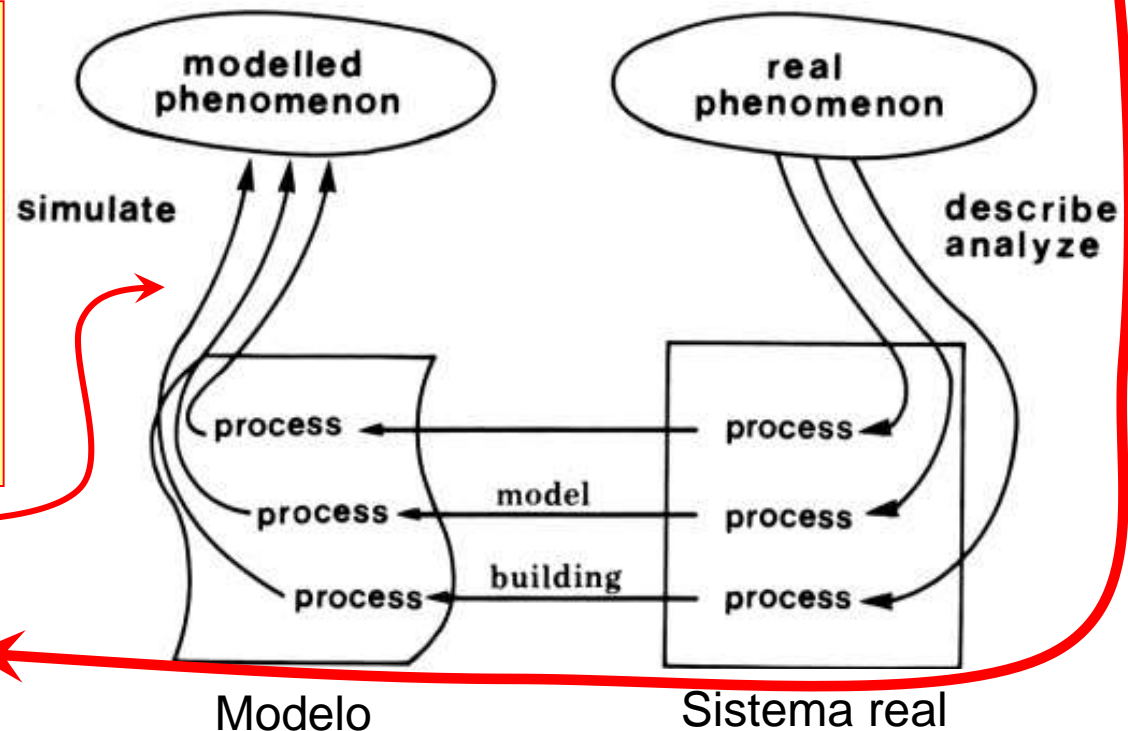 modelled
phenomenon
real
phenomenon
simulate
describe
analyze
process
process
model
process
process
building
process
process
Modelo
Sistema real